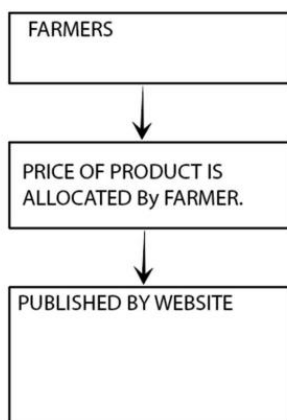 FARMERS
PRICE OF PRODUCT IS
ALLOCATED By FARMER.
PUBLISHED BY WEBSITE